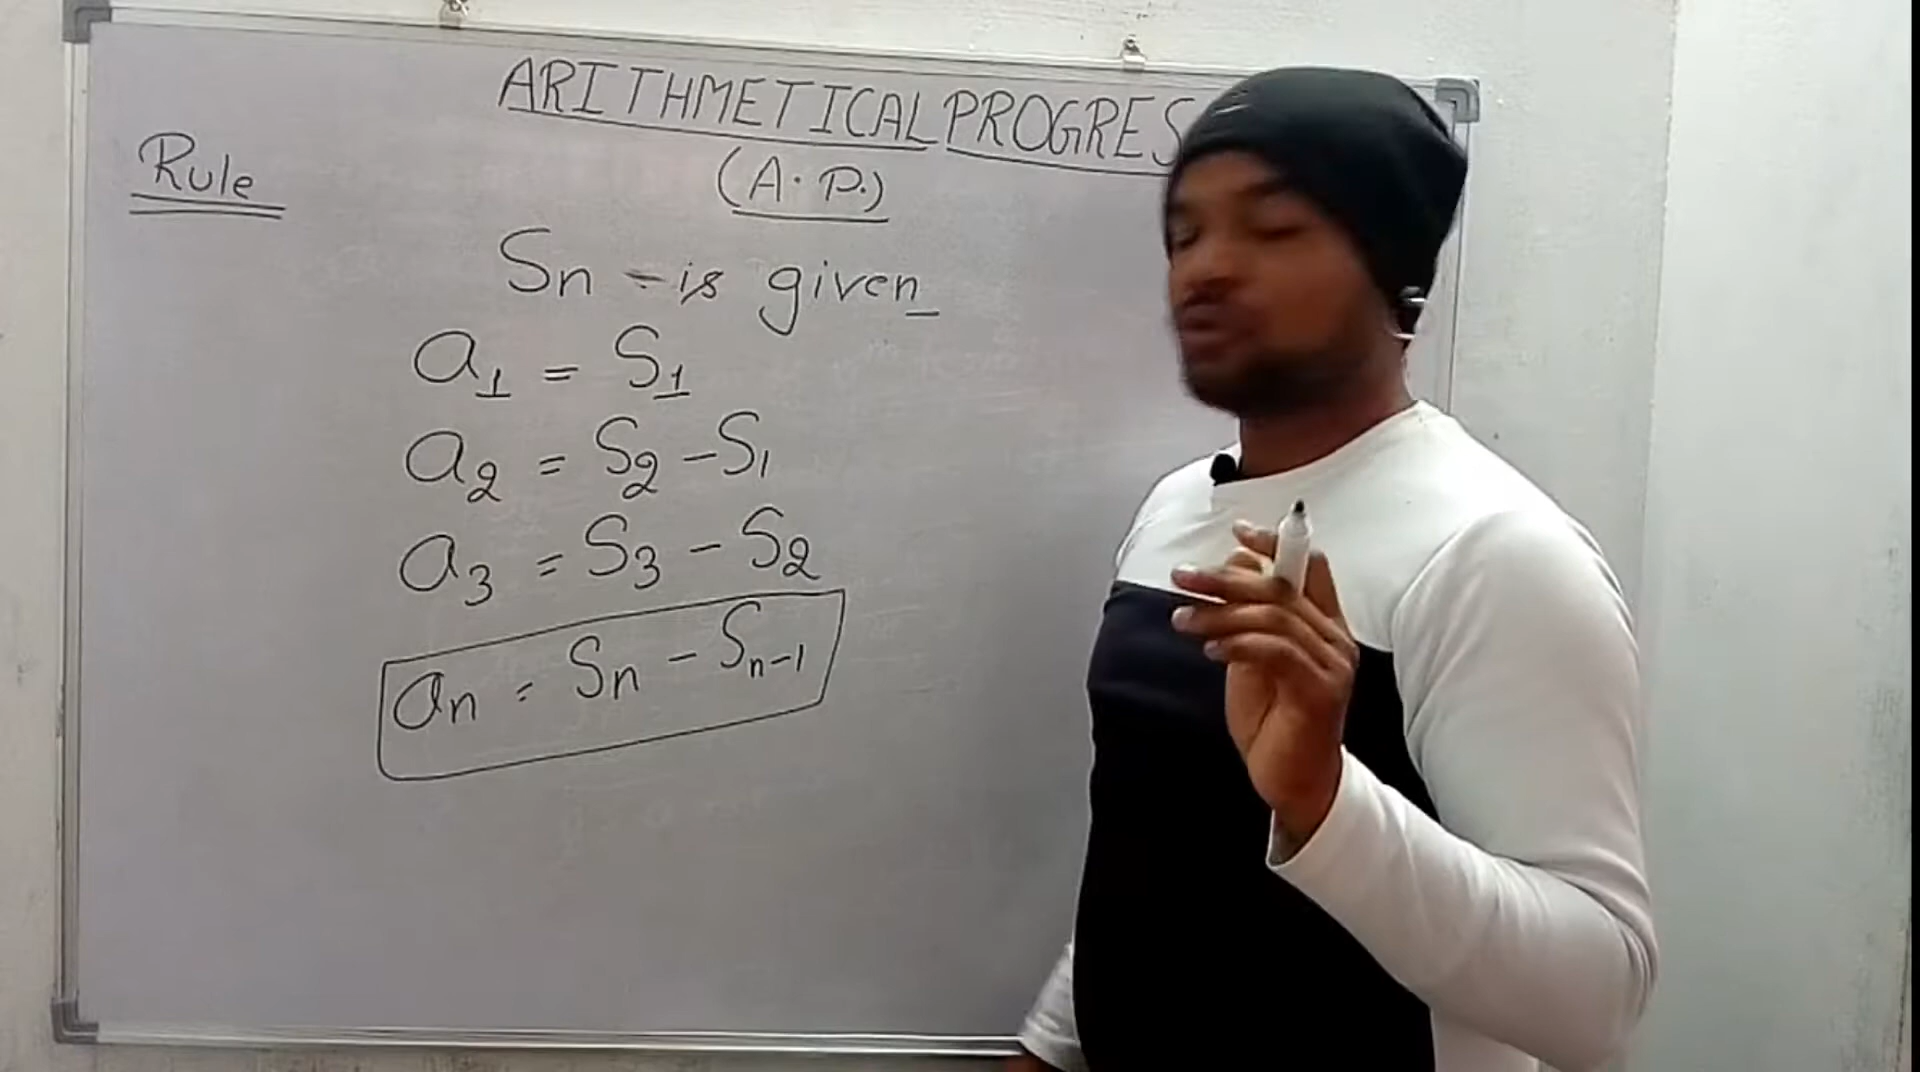 ARITHMETICAL PROGRES
(A.P.)
Rule
Sn - is given
a1 = S1
a2 = S2 - S1
a3 = S3 - S2
an = Sn - Sn-1